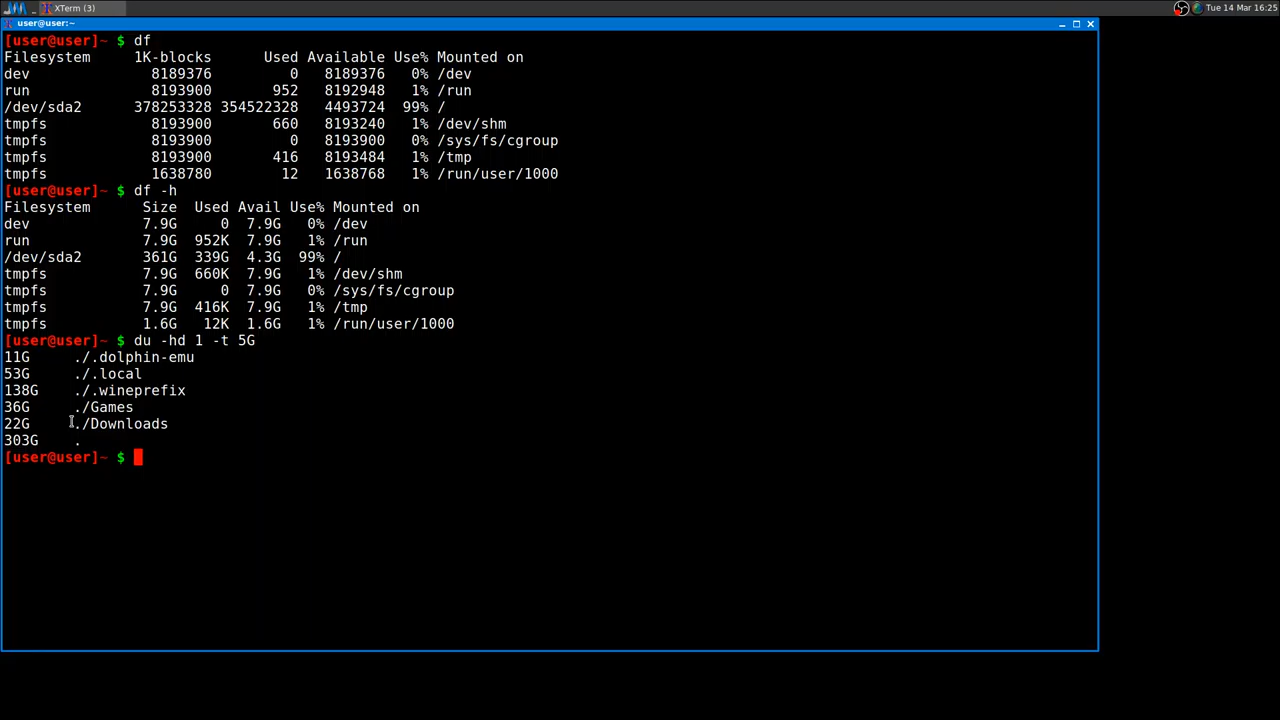 XTerm (3)
Tue 14 Mar 16:25
user@user:~
[user@user]~ $ df
Filesystem     1K-blocks      Used Available Use% Mounted on
dev              8189376         0   8189376   0% /dev
run              8193900       952   8192948   1% /run
/dev/sda2      378253328 354522328   4493724  99% /
tmpfs            8193900       660   8193240   1% /dev/shm
tmpfs            8193900         0   8193900   0% /sys/fs/cgroup
tmpfs            8193900       416   8193484   1% /tmp
tmpfs            1638780        12   1638768   1% /run/user/1000
[user@user]~ $ df -h
Filesystem      Size  Used Avail Use% Mounted on
dev             7.9G     0  7.9G   0% /dev
run             7.9G  952K  7.9G   1% /run
/dev/sda2       361G  339G  4.3G  99% /
tmpfs           7.9G  660K  7.9G   1% /dev/shm
tmpfs           7.9G     0  7.9G   0% /sys/fs/cgroup
tmpfs           7.9G  416K  7.9G   1% /tmp
tmpfs           1.6G   12K  1.6G   1% /run/user/1000
[user@user]~ $ du -hd 1 -t 5G
11G     ./.dolphin-emu
53G     ./.local
138G    ./.wineprefix
36G     ./Games
22G     ./Downloads
303G    .
[user@user]~ $